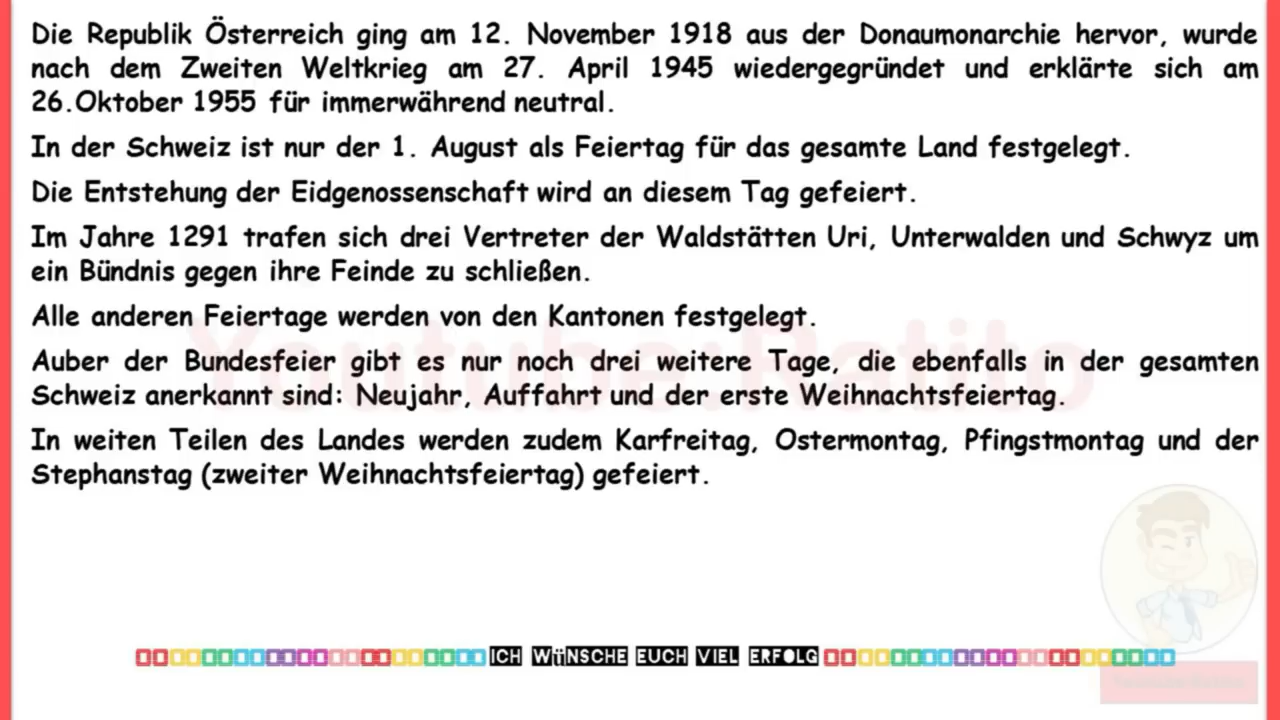 Die Republik Österreich ging am 12. November 1918 aus der Donaumonarchie hervor, wurde
nach dem Zweiten Weltkrieg am 27. April 1945 wiedergegründet und erklärte sich am
26.Oktober 1955 für immerwährend neutral.
In der Schweiz ist nur der 1. August als Feiertag für das gesamte Land festgelegt.
Die Entstehung der Eidgenossenschaft wird an diesem Tag gefeiert.
Im Jahre 1291 trafen sich drei Vertreter der Waldstätten Uri, Unterwalden und Schwyz um
ein Bündnis gegen ihre Feinde zu schließen.
Alle anderen Feiertage werden von den Kantonen festgelegt.
Auber der Bundesfeier gibt es nur noch drei weitere Tage, die ebenfalls in der gesamten
Schweiz anerkannt sind: Neujahr, Auffahrt und der erste Weihnachtsfeiertag.
In weiten Teilen des Landes werden zudem Karfreitag, Ostermontag, Pfingstmontag und der
Stephanstag (zweiter Weihnachtsfeiertag) gefeiert.
Youtube:Ratito
ICH WÜNSCHE EUCH VIEL ERFOLG